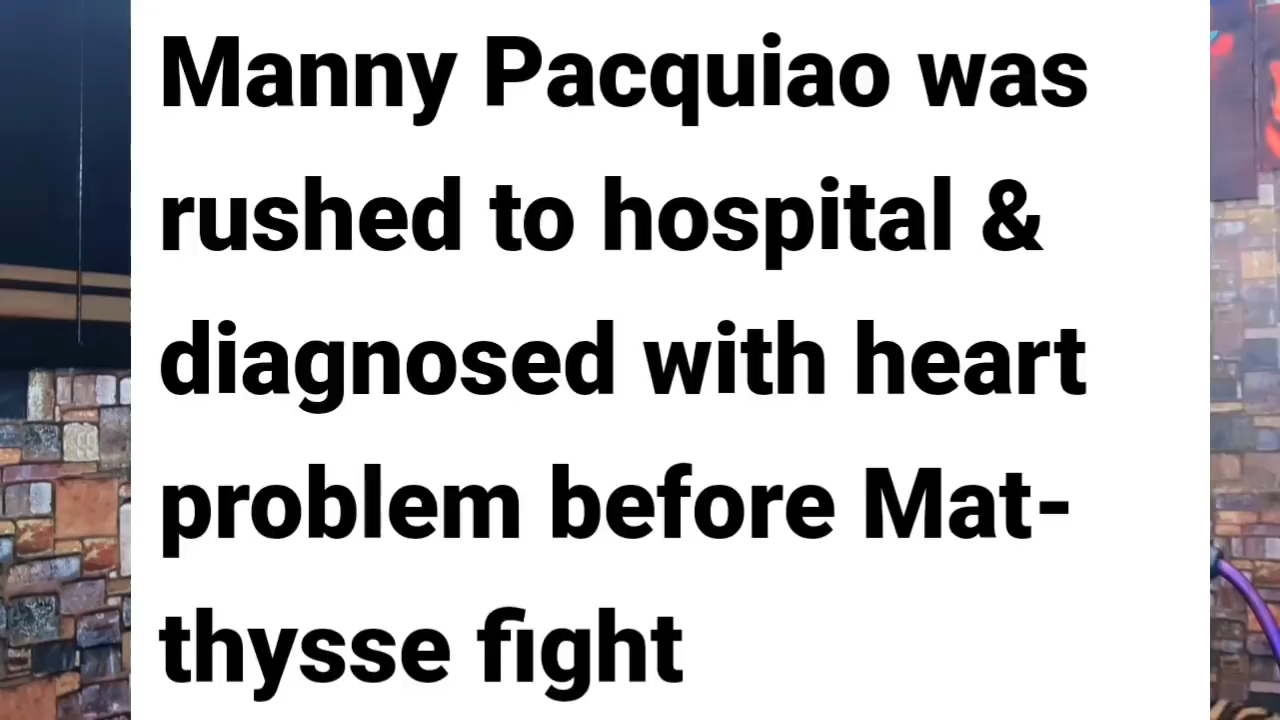 Manny Pacquiao was
rushed to hospital &
diagnosed with heart
problem before Mat-
thysse fight